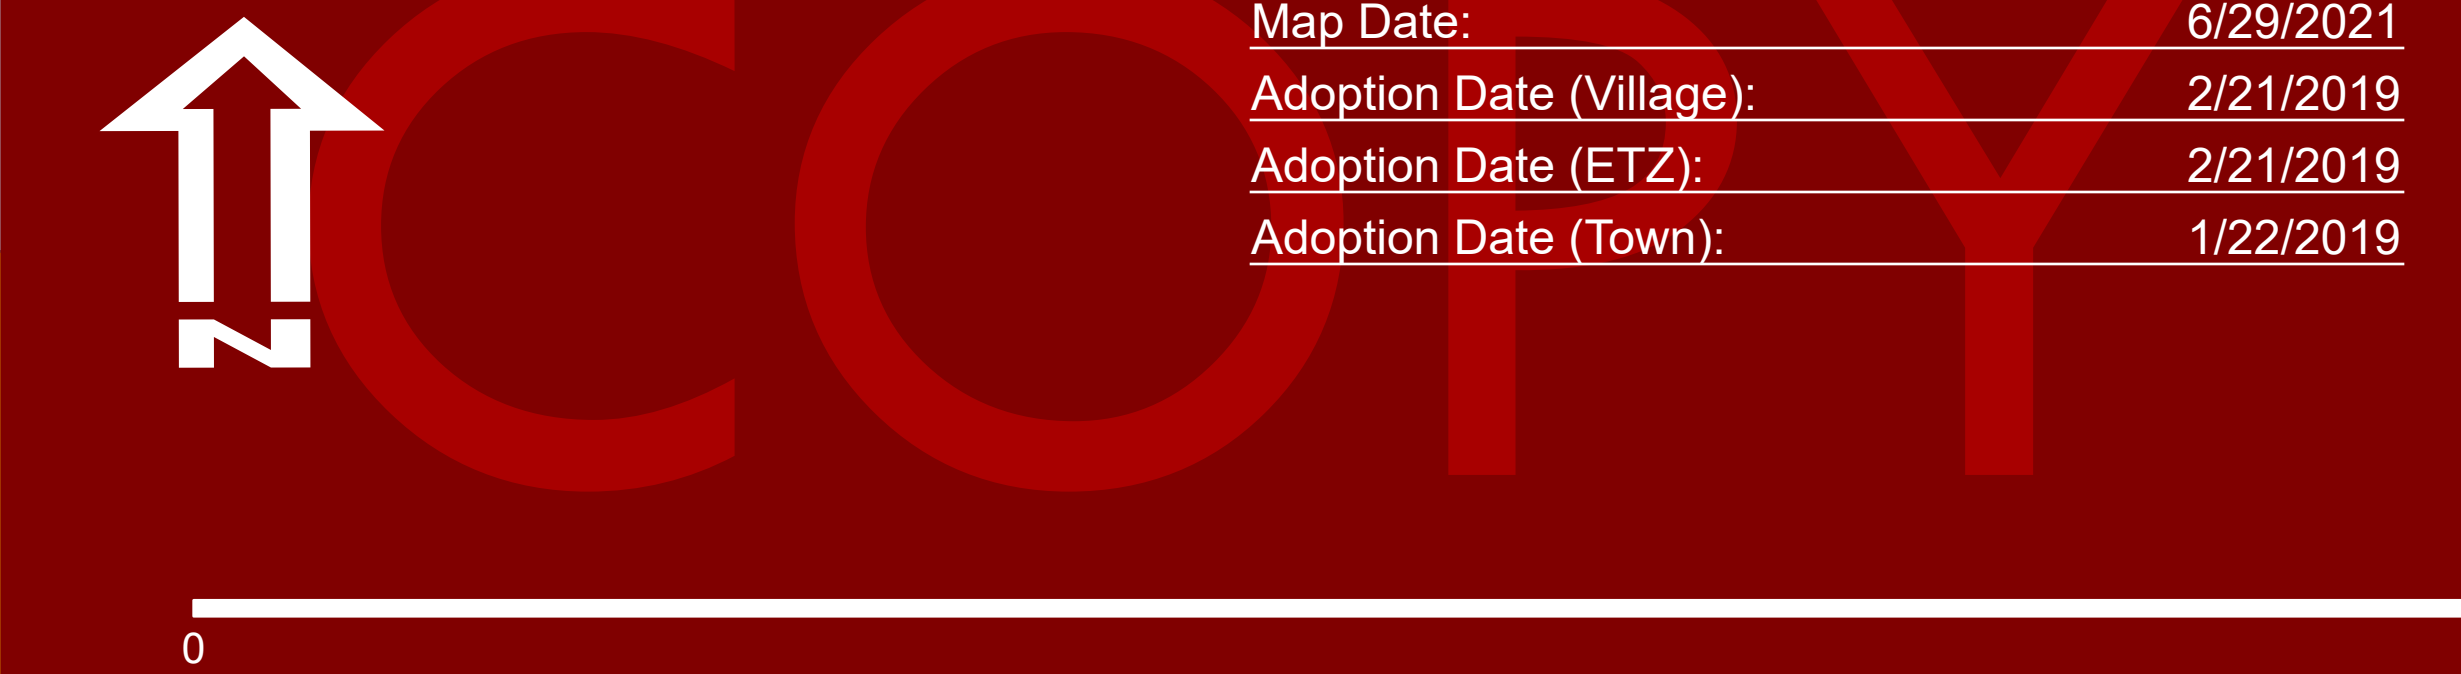 Map Date: 6/29/2021
Adoption Date (Village): 2/21/2019
Adoption Date (ETZ): 2/21/2019
Adoption Date (Town): 1/22/2019
COPY
N
0